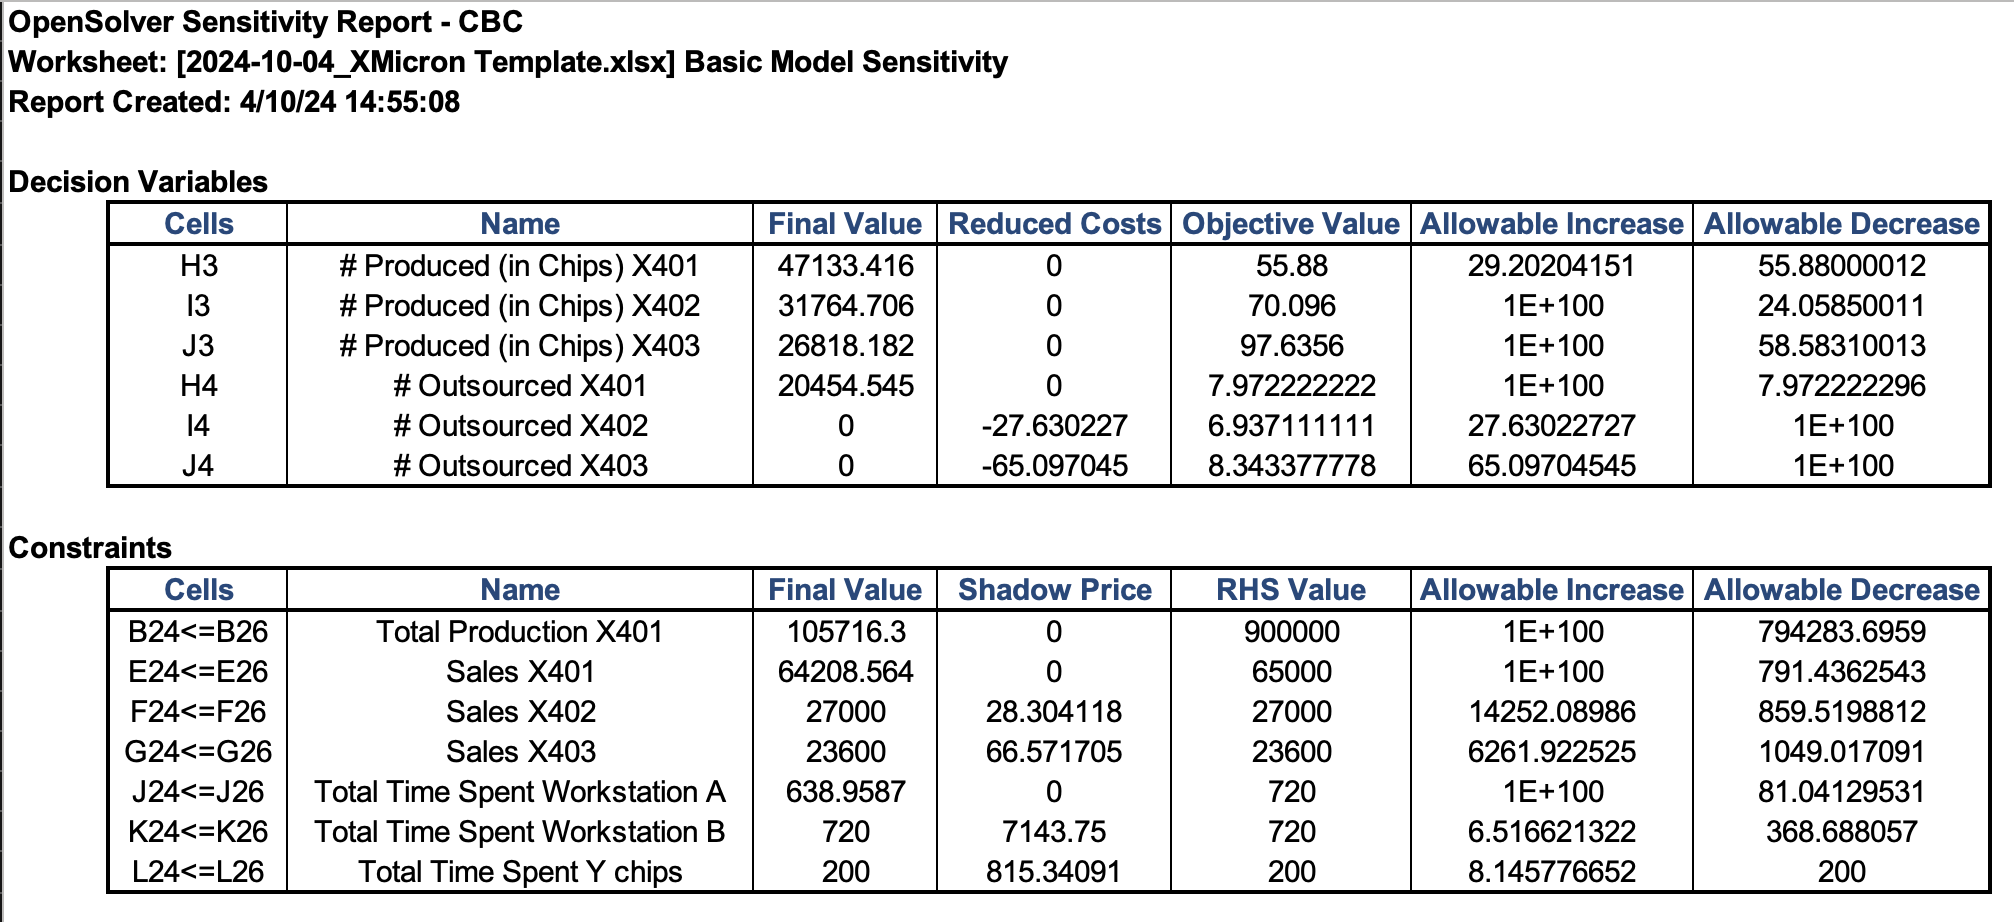 OpenSolver Sensitivity Report - CBC
Worksheet: [2024-10-04_XMicron Template.xlsx] Basic Model Sensitivity
Report Created: 4/10/24 14:55:08
Decision Variables
Cells Name Final Value Reduced Costs Objective Value Allowable Increase Allowable Decrease
H3 # Produced (in Chips) X401 47133.416 0 55.88 29.20204151 55.88000012
I3 # Produced (in Chips) X402 31764.706 0 70.096 1E+100 24.05850011
J3 # Produced (in Chips) X403 26818.182 0 97.6356 1E+100 58.58310013
H4 # Outsourced X401 20454.545 0 7.972222222 1E+100 7.972222296
I4 # Outsourced X402 0 -27.630227 6.937111111 27.63022727 1E+100
J4 # Outsourced X403 0 -65.097045 8.343377778 65.09704545 1E+100
Constraints
Cells Name Final Value Shadow Price RHS Value Allowable Increase Allowable Decrease
B24<=B26 Total Production X401 105716.3 0 900000 1E+100 794283.6959
E24<=E26 Sales X401 64208.564 0 65000 1E+100 791.4362543
F24<=F26 Sales X402 27000 28.304118 27000 14252.08986 859.5198812
G24<=G26 Sales X403 23600 66.571705 23600 6261.922525 1049.017091
J24<=J26 Total Time Spent Workstation A 638.9587 0 720 1E+100 81.04129531
K24<=K26 Total Time Spent Workstation B 720 7143.75 720 6.516621322 368.688057
L24<=L26 Total Time Spent Y chips 200 815.34091 200 8.145776652 200